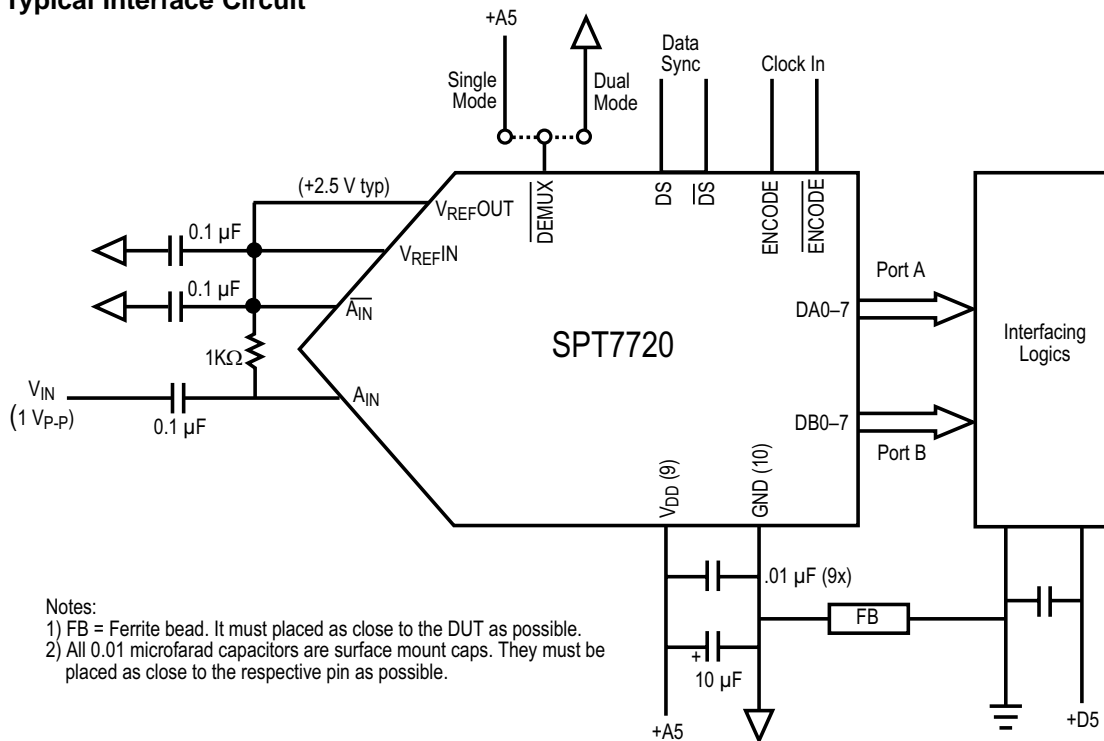 Typical Interface Circuit
+A5
Single
Mode
Dual
Mode
Data
Sync
Clock In
(+2.5 V typ)
VREFOUT
DEMUX
DS
DS
ENCODE
ENCODE
0.1 µF
VREFIN
0.1 µF
AIN
1KΩ
VIN
(1 VP-P)
0.1 µF
AIN
SPT7720
Port A
DA0–7
Interfacing
Logics
DB0–7
Port B
VDD (9)
GND (10)
.01 µF (9x)
FB
+
10 µF
+A5
+D5
Notes:
1) FB = Ferrite bead. It must placed as close to the DUT as possible.
2) All 0.01 microfarad capacitors are surface mount caps. They must be
placed as close to the respective pin as possible.